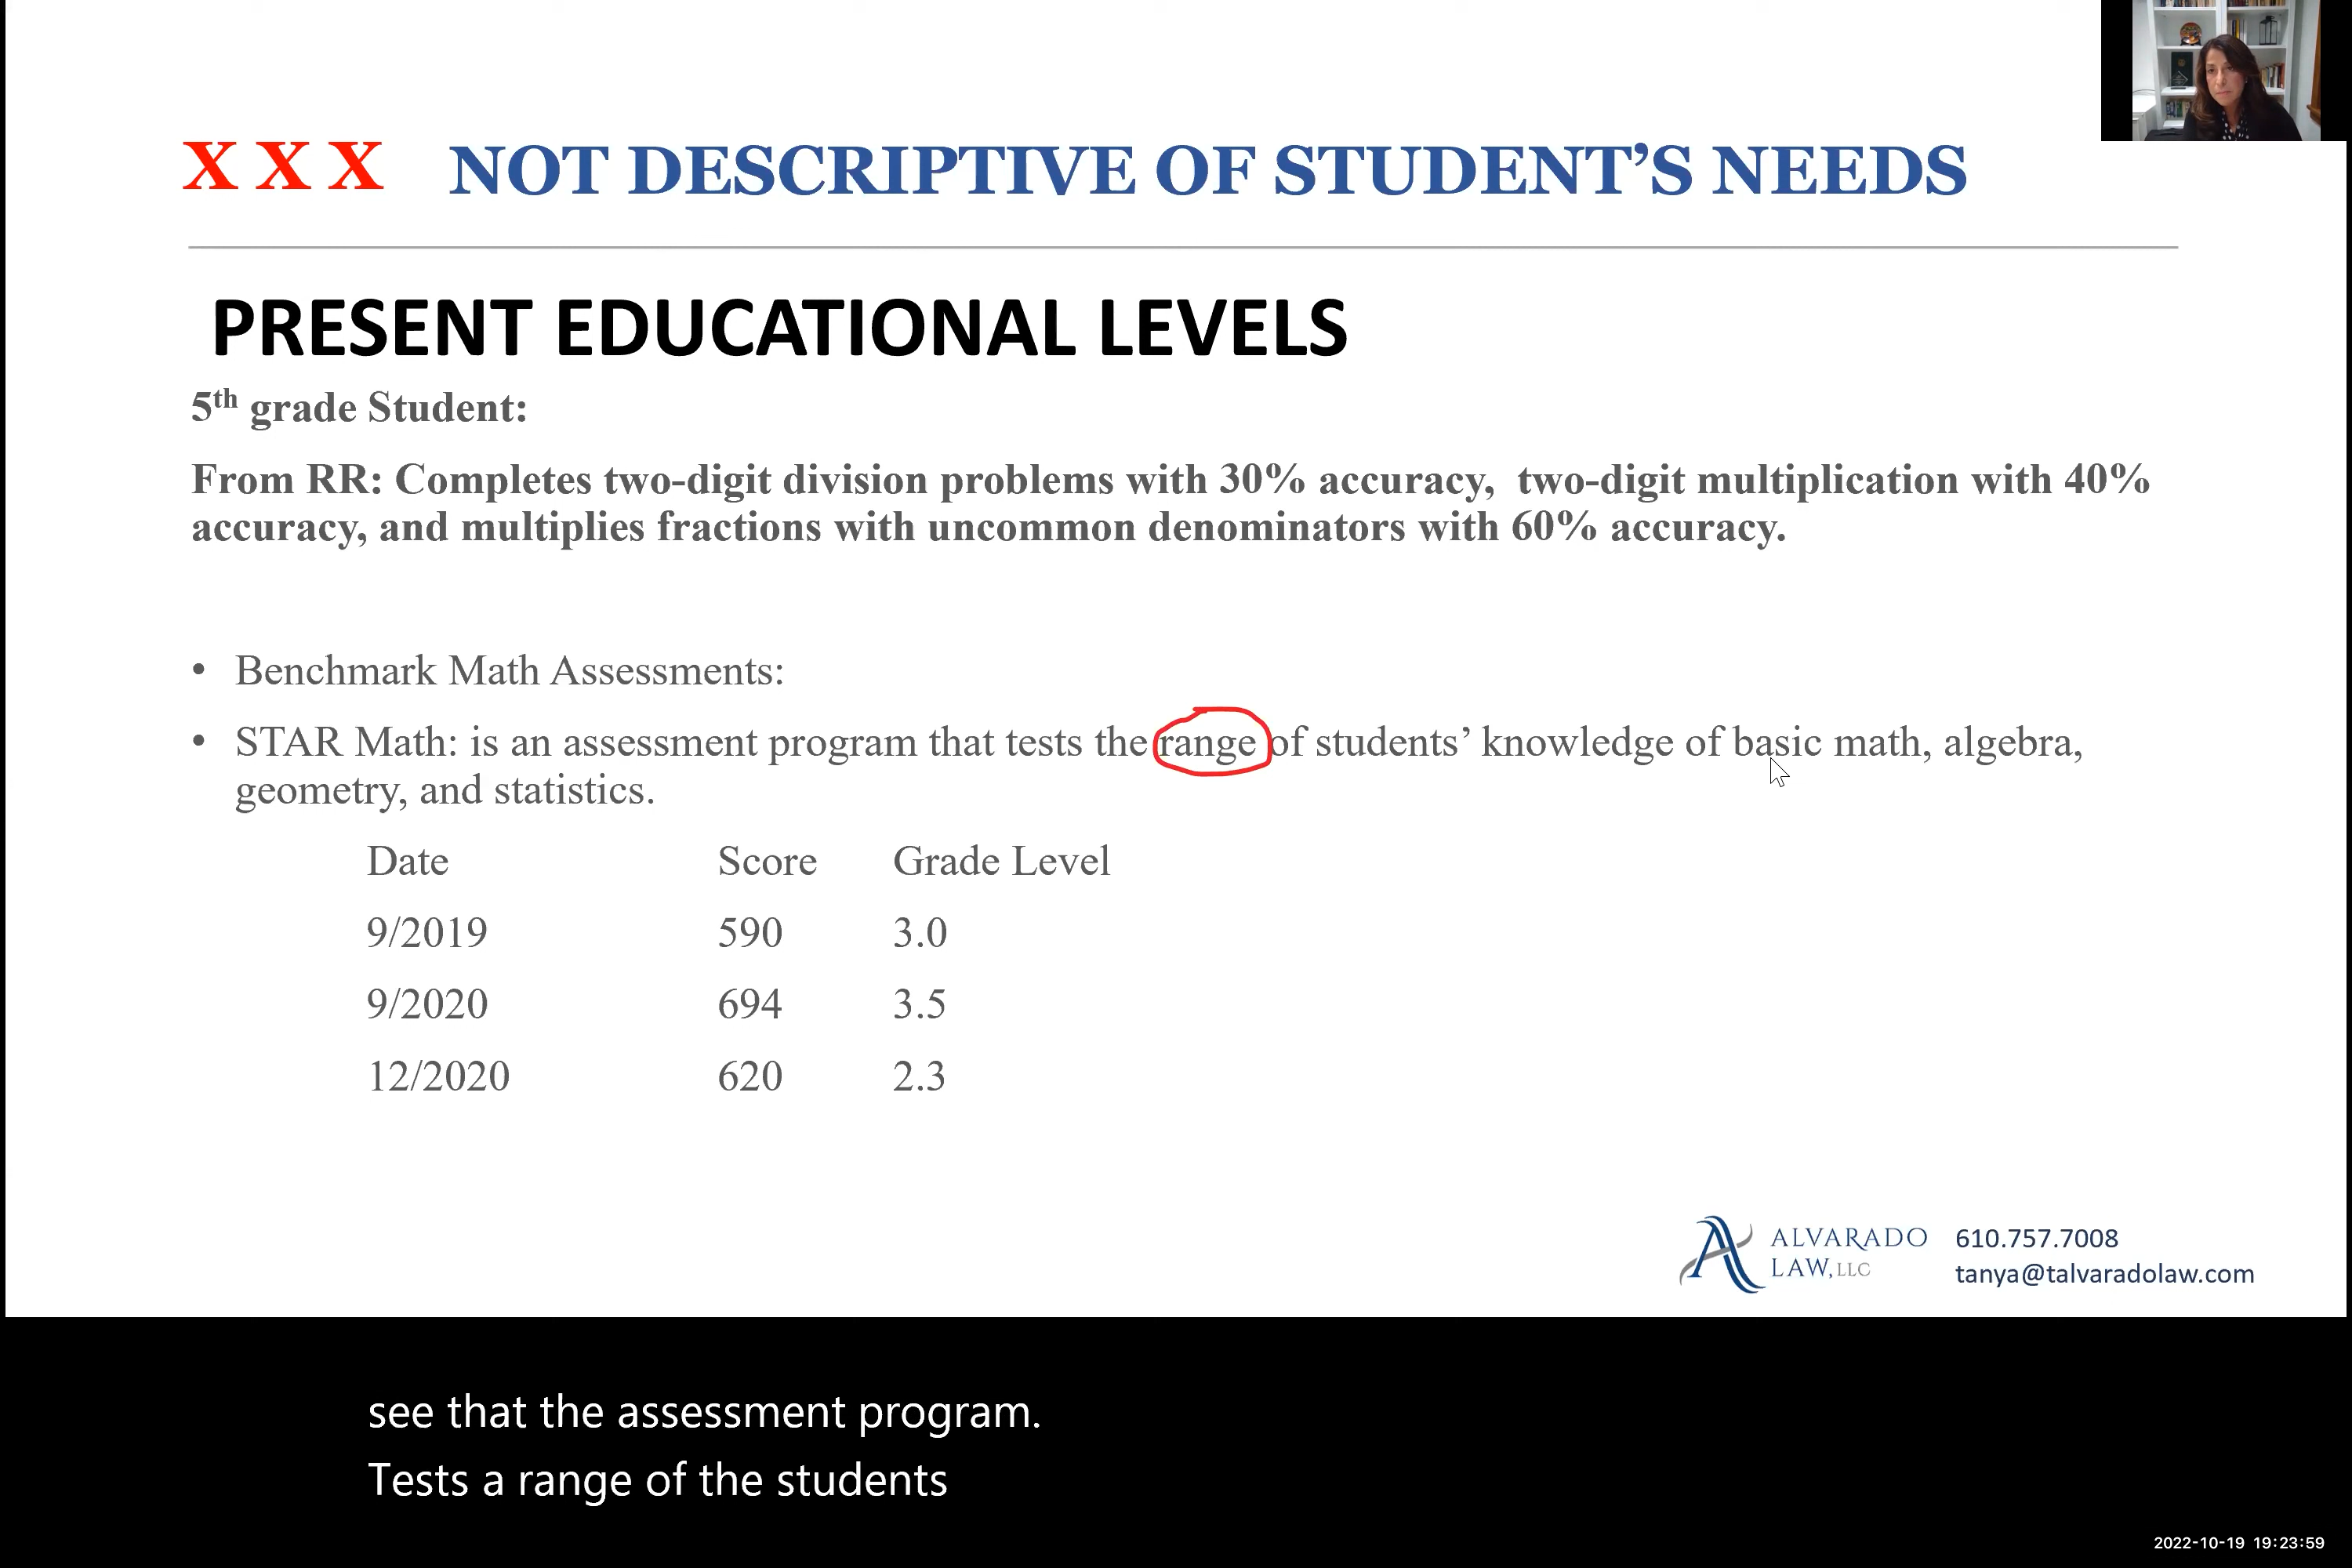 X X X NOT DESCRIPTIVE OF STUDENT’S NEEDS
PRESENT EDUCATIONAL LEVELS
5th grade Student:
From RR: Completes two-digit division problems with 30% accuracy, two-digit multiplication with 40%
accuracy, and multiplies fractions with uncommon denominators with 60% accuracy.
• Benchmark Math Assessments:
• STAR Math: is an assessment program that tests the range of students’ knowledge of basic math, algebra,
geometry, and statistics.
Date Score Grade Level
9/2019 590 3.0
9/2020 694 3.5
12/2020 620 2.3
ALVARADO
LAW, LLC
610.757.7008
tanya@talvaradolaw.com
see that the assessment program.
Tests a range of the students
2022-10-19 19:23:59